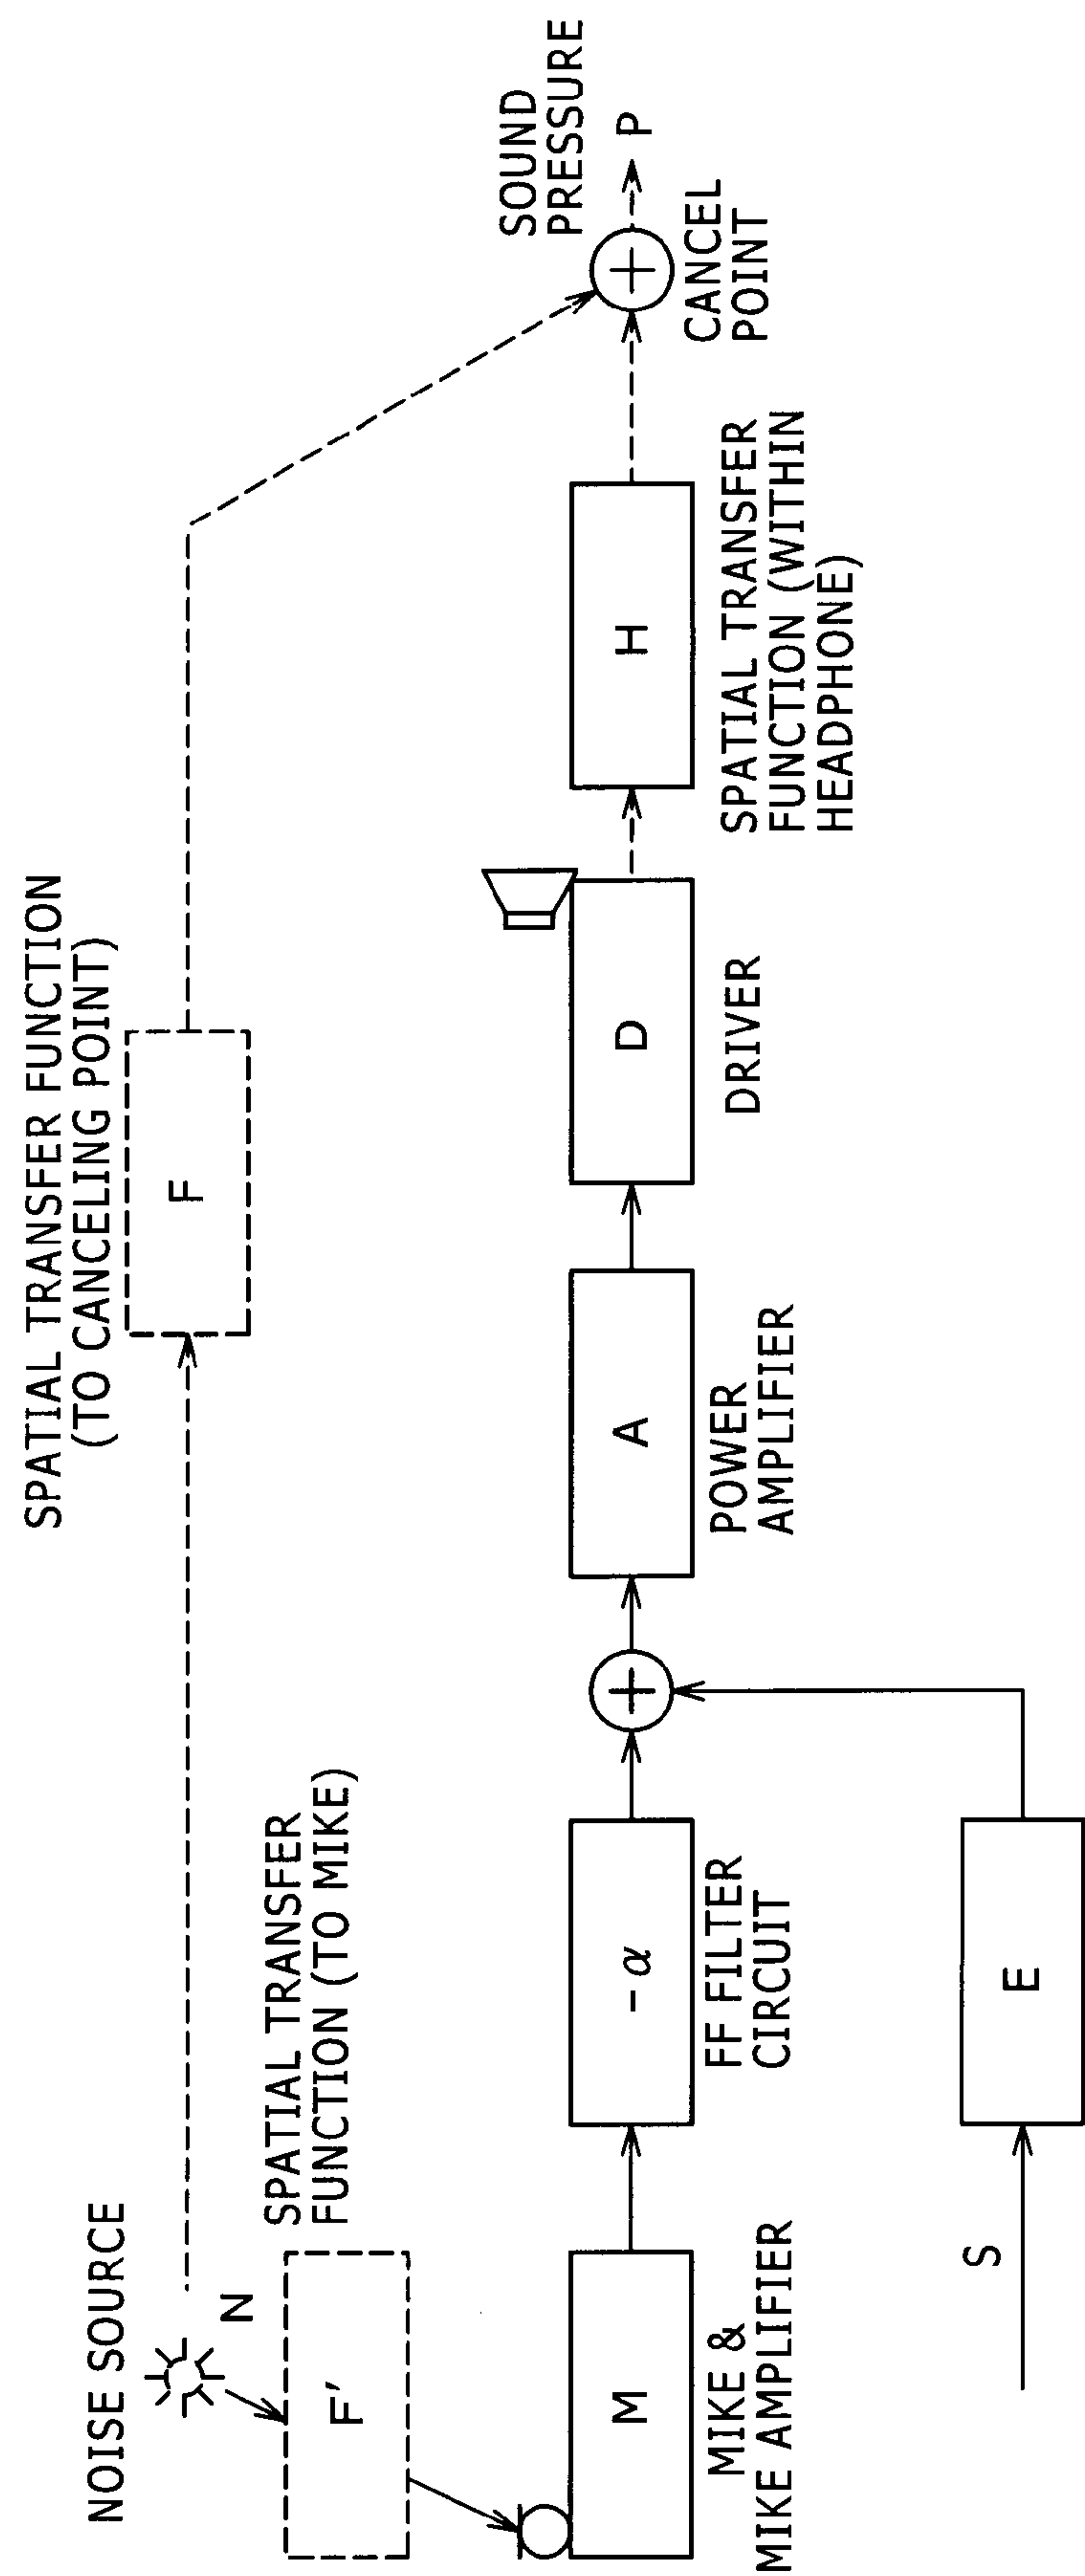 NOISE SOURCE
N
SPATIAL TRANSFER FUNCTION
(TO CANCELING POINT)
F
SPATIAL TRANSFER
FUNCTION (TO MIKE)
F'
SOUND
PRESSURE
P
CANCEL
POINT
M
MIKE &
MIKE AMPLIFIER
-α
FF FILTER
CIRCUIT
+
A
POWER
AMPLIFIER
D
DRIVER
H
SPATIAL TRANSFER
FUNCTION (WITHIN
HEADPHONE)
+
S
E